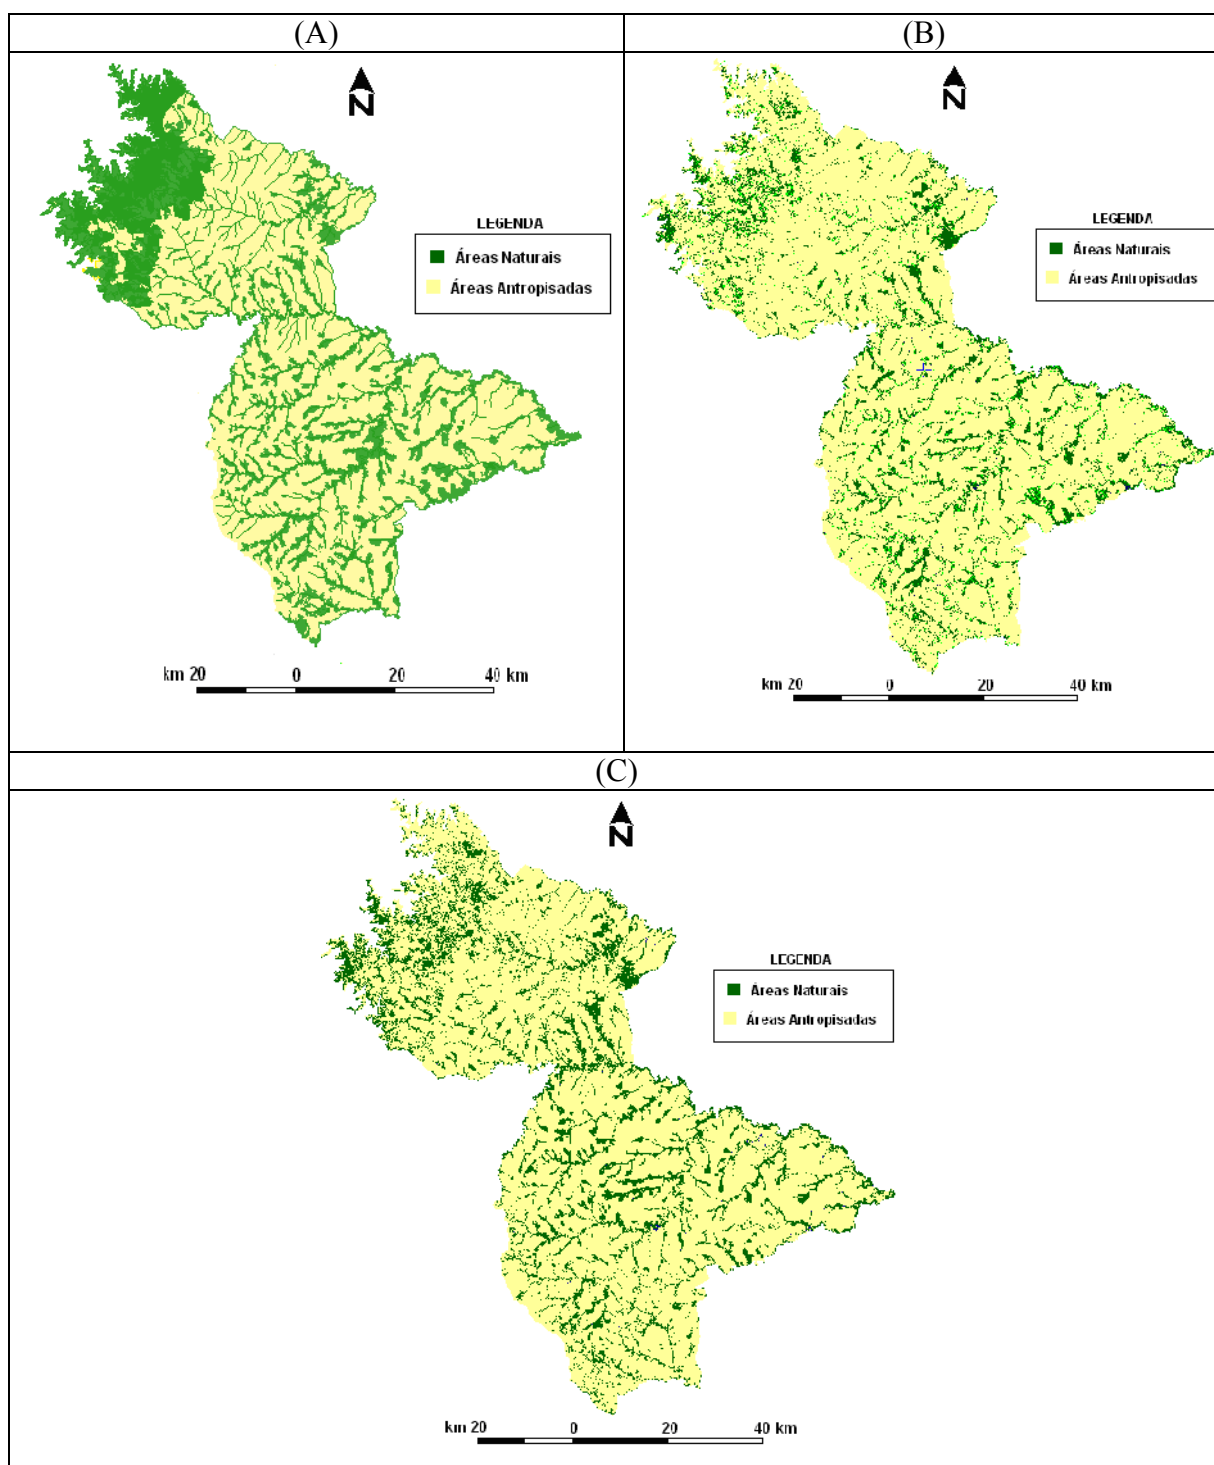 (A)
(B)
N
N
LEGENDA
Áreas Naturais
Áreas Antropisadas
LEGENDA
Áreas Naturais
Áreas Antropisadas
km 20 0 20 40 km
km 20 0 20 40 km
(C)
N
LEGENDA
Áreas Naturais
Áreas Antropisadas
km 20 0 20 40 km